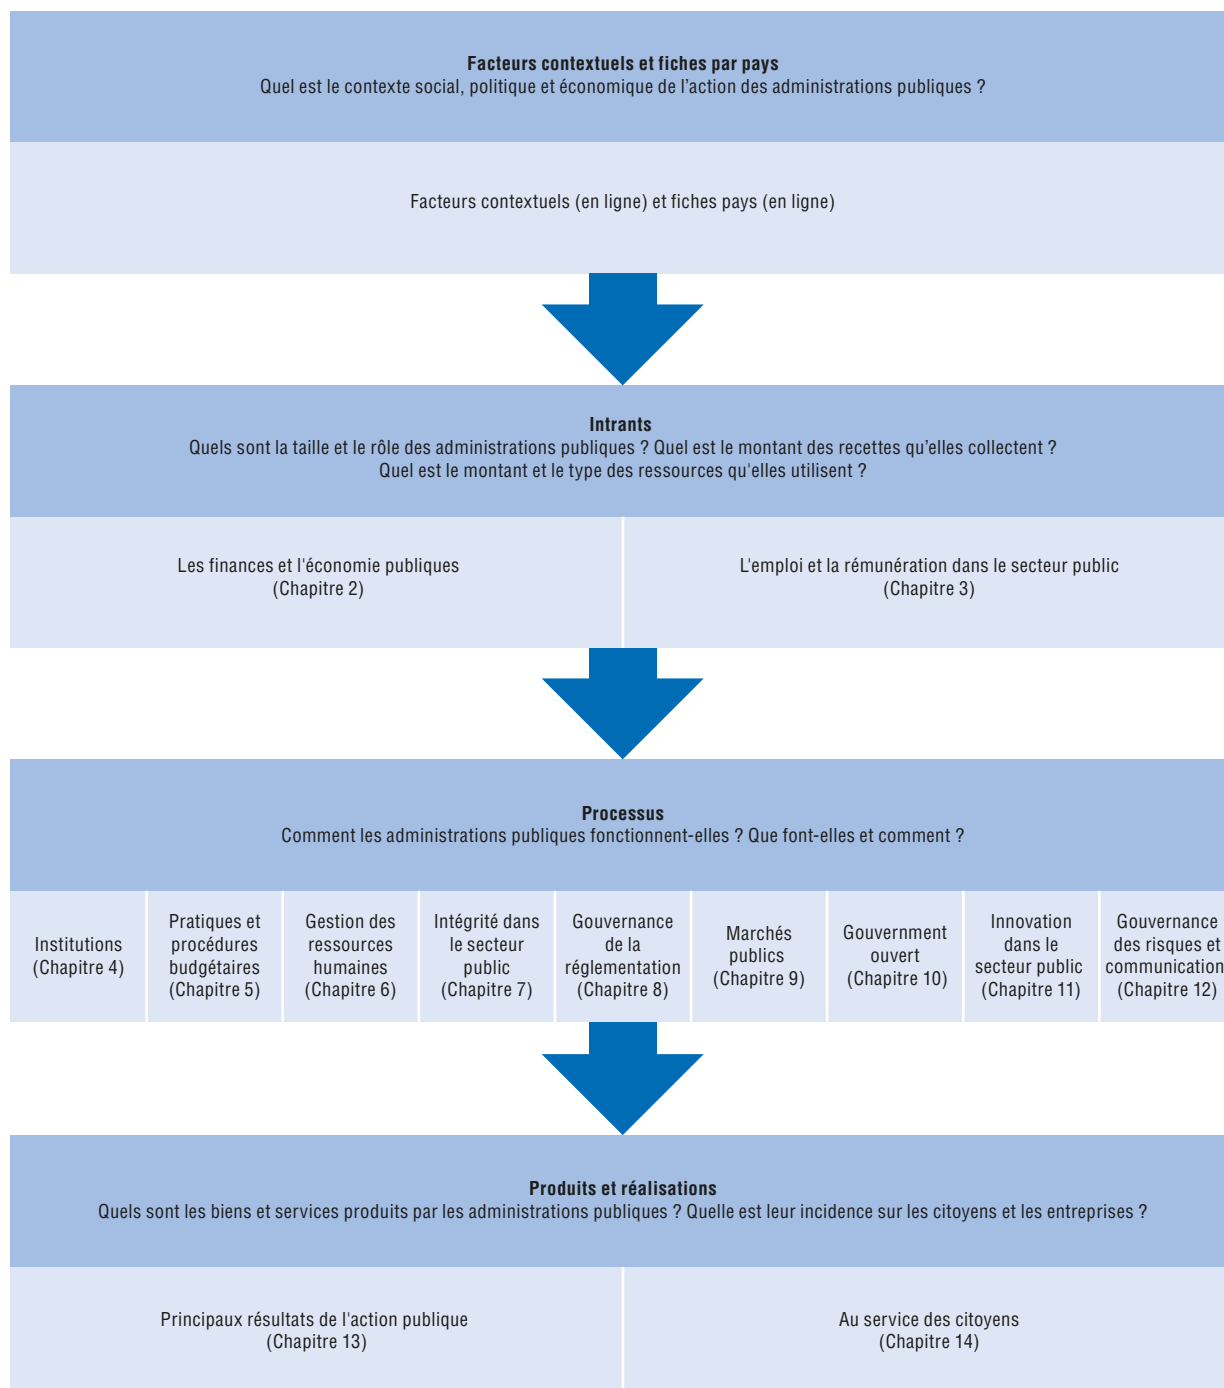 Facteurs contextuels et fiches par pays
Quel est le contexte social, politique et économique de l’action des administrations publiques ?
Facteurs contextuels (en ligne) et fiches pays (en ligne)
Intrants
Quels sont la taille et le rôle des administrations publiques ? Quel est le montant des recettes qu’elles collectent ?
Quel est le montant et le type des ressources qu'elles utilisent ?
Les finances et l'économie publiques
(Chapitre 2)
L'emploi et la rémunération dans le secteur public
(Chapitre 3)
Processus
Comment les administrations publiques fonctionnent-elles ? Que font-elles et comment ?
Institutions
(Chapitre 4)
Pratiques et
procédures
budgétaires
(Chapitre 5)
Gestion des
ressources
humaines
(Chapitre 6)
Intégrité dans
le secteur
public
(Chapitre 7)
Gouvernance
de la
réglementation
(Chapitre 8)
Marchés
publics
(Chapitre 9)
Gouvernment
ouvert
(Chapitre 10)
Innovation
dans le
secteur public
(Chapitre 11)
Gouvernance
des risques et
communication
(Chapitre 12)
Produits et réalisations
Quels sont les biens et services produits par les administrations publiques ? Quelle est leur incidence sur les citoyens et les entreprises ?
Principaux résultats de l'action publique
(Chapitre 13)
Au service des citoyens
(Chapitre 14)